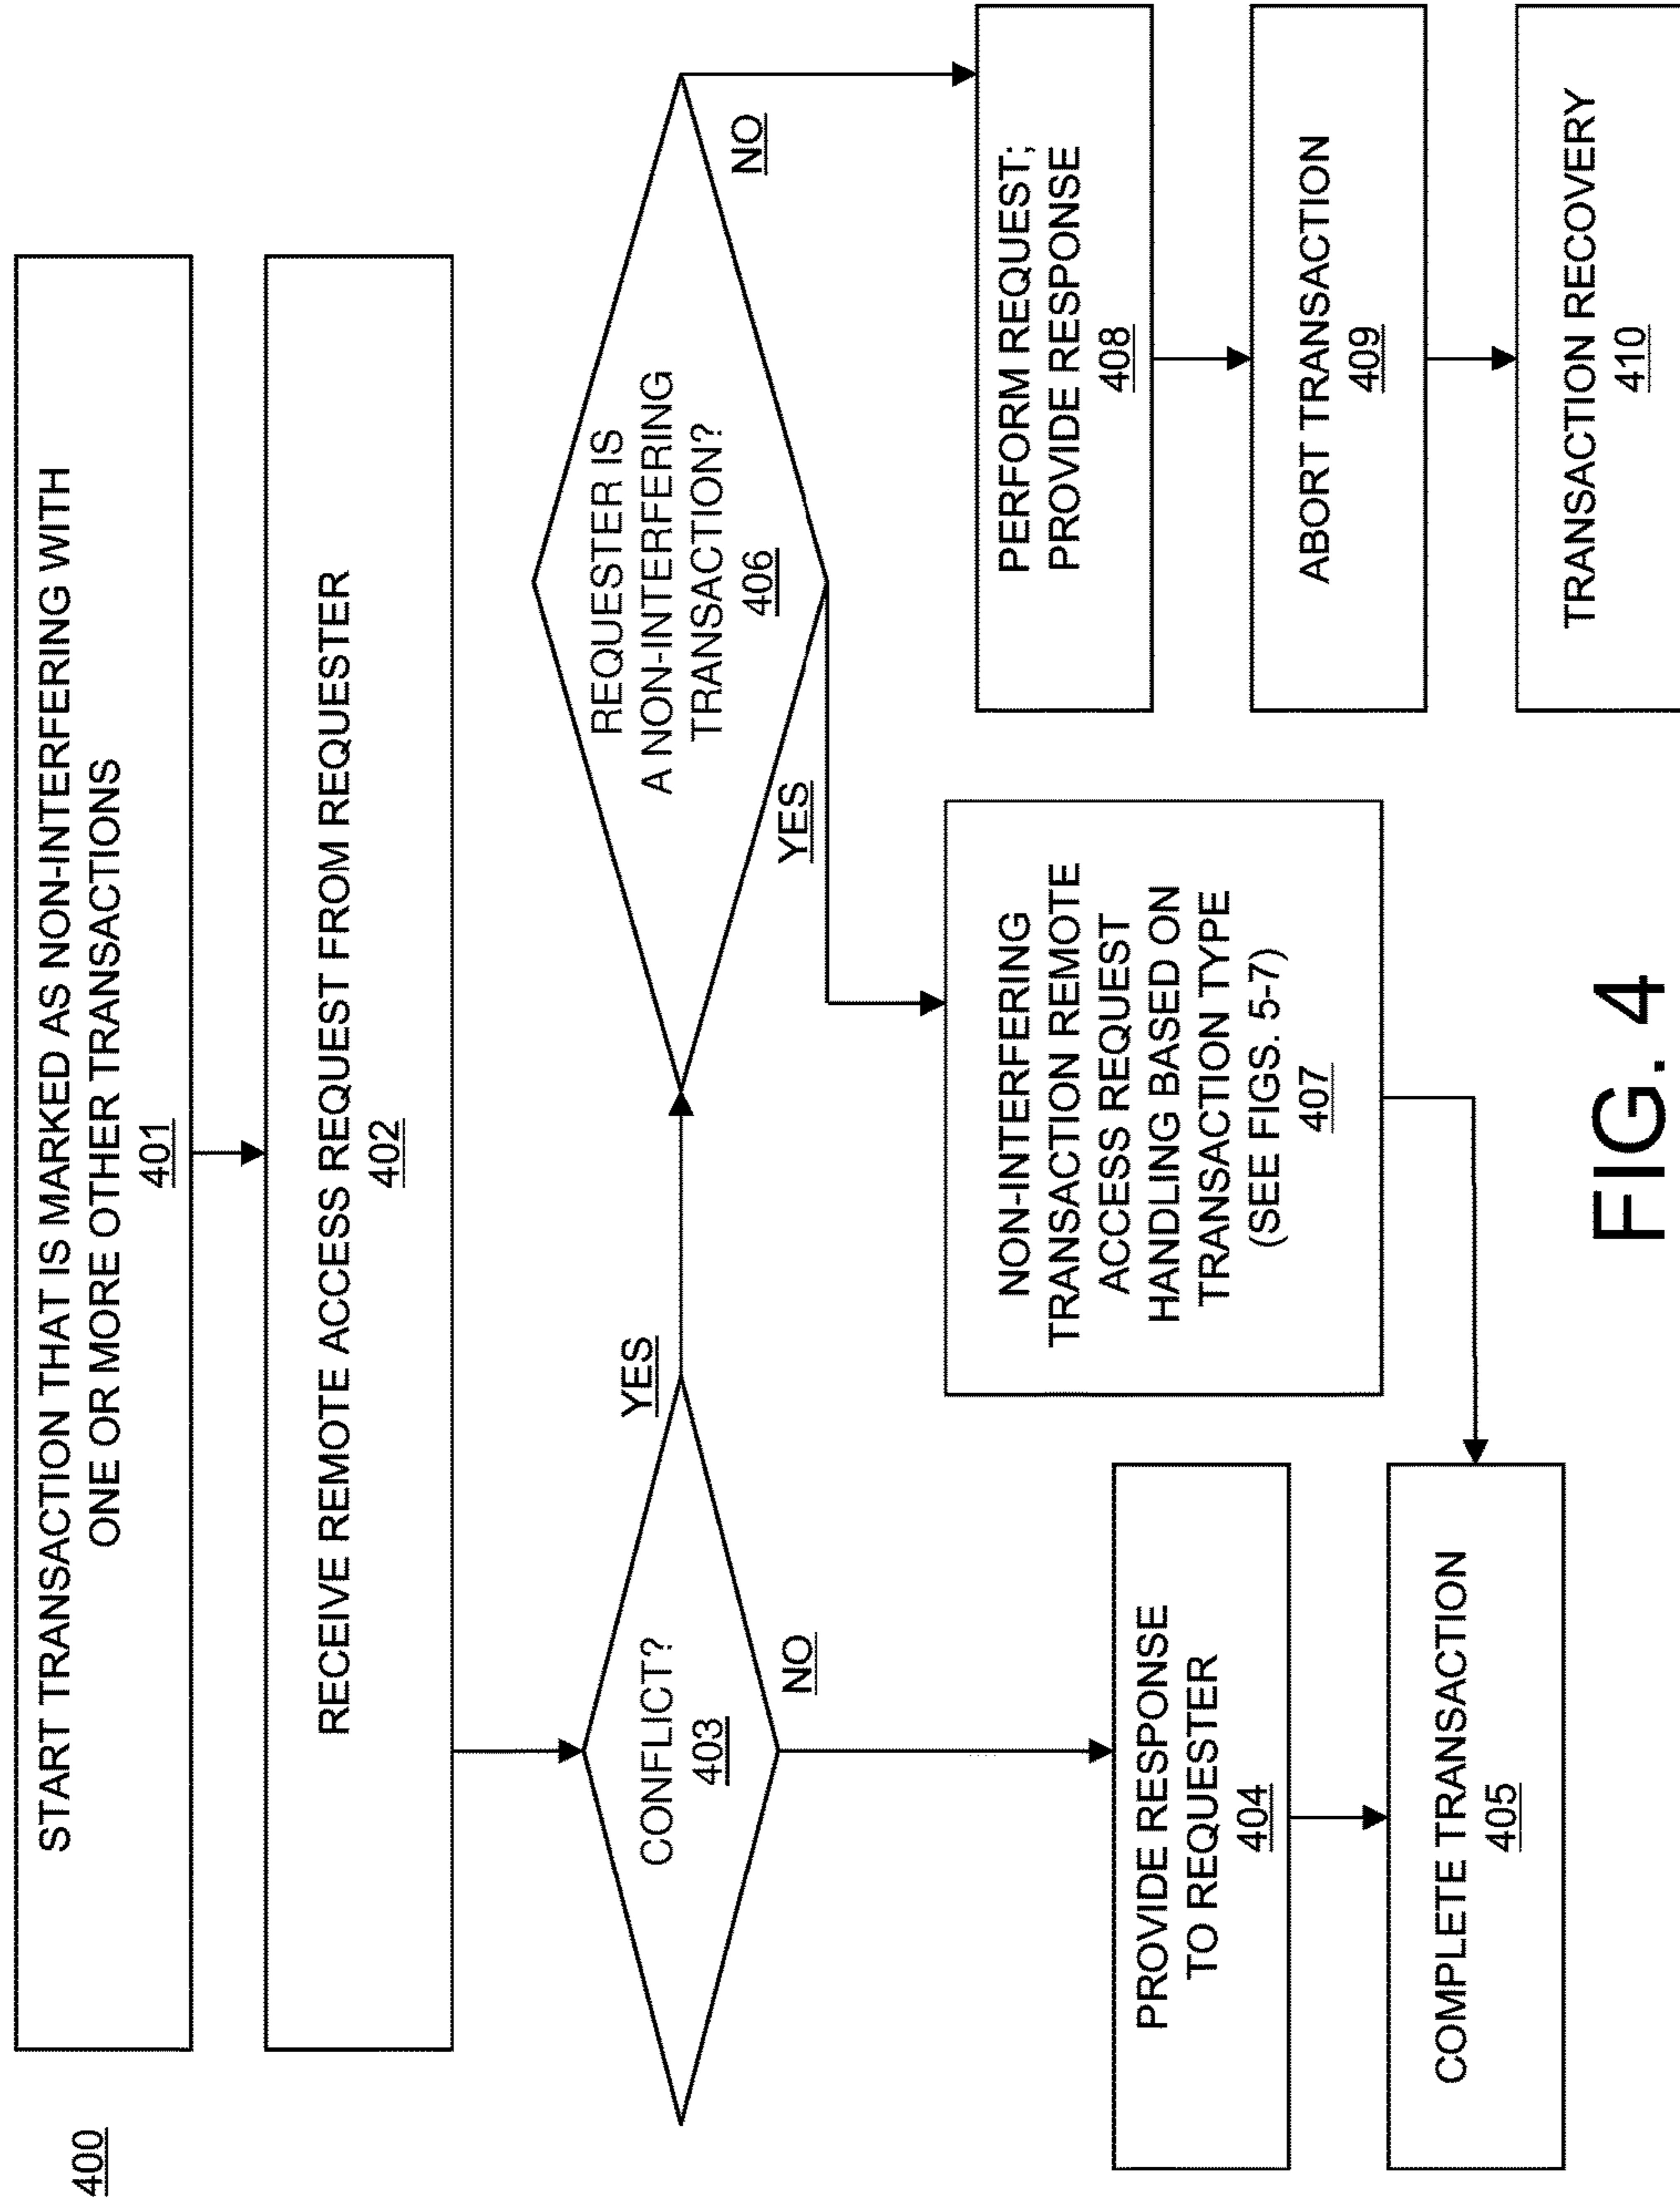 400
START TRANSACTION THAT IS MARKED AS NON-INTERFERING WITH
ONE OR MORE OTHER TRANSACTIONS
401
RECEIVE REMOTE ACCESS REQUEST FROM REQUESTER
402
CONFLICT?
403
YES
NO
REQUESTER IS
A NON-INTERFERING
TRANSACTION?
406
YES
NO
PROVIDE RESPONSE
TO REQUESTER
404
COMPLETE TRANSACTION
405
NON-INTERFERING
TRANSACTION REMOTE
ACCESS REQUEST
HANDLING BASED ON
TRANSACTION TYPE
(SEE FIGS. 5-7)
407
PERFORM REQUEST;
PROVIDE RESPONSE
408
ABORT TRANSACTION
409
TRANSACTION RECOVERY
410
FIG. 4